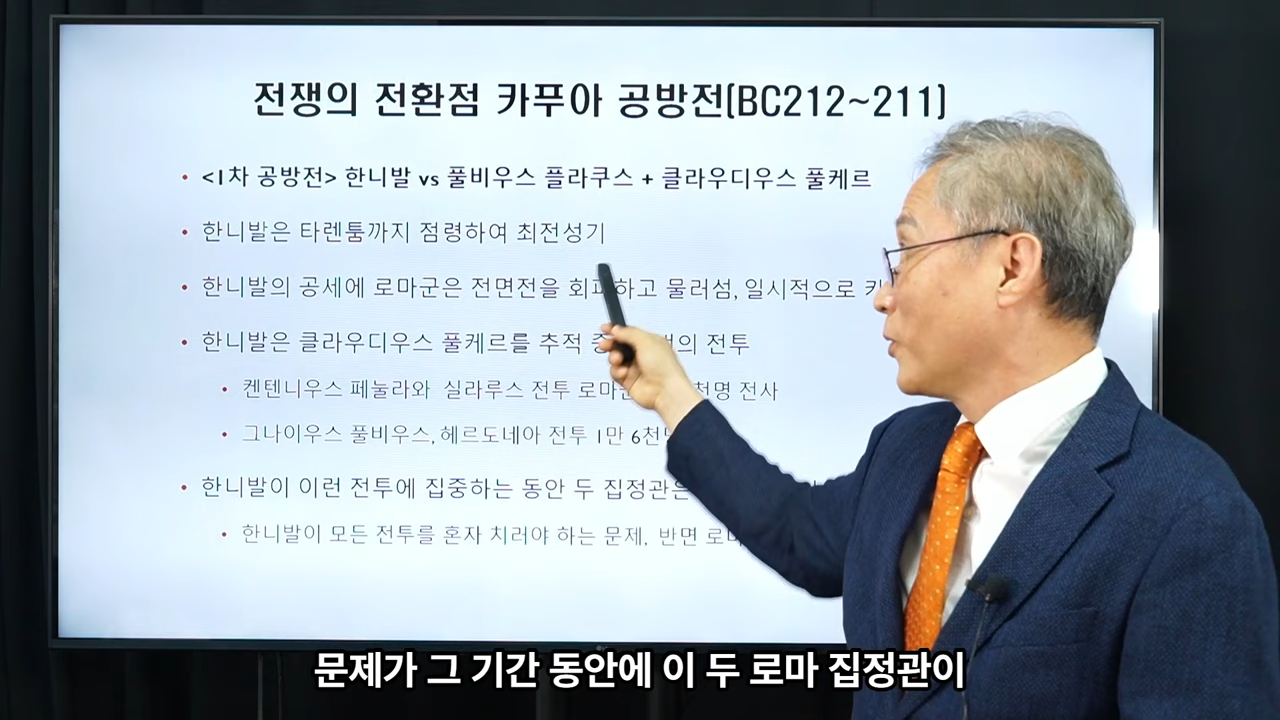 전쟁의 전환점 카푸아 공방전(BC212~211)
• <1차 공방전> 한니발 vs 풀비우스 플라쿠스 + 클라우디우스 풀케르
• 한니발은 타렌툼까지 점령하여 최전성기
• 한니발의 공세에 로마군은 전면전을 회피하고 물러섬, 일시적으로
• 한니발은 클라우디우스 풀케르를 추적 의 전투
• 켄텐니우스 페눌라와 실라루스 전투 천명 전사
• 그나이우스 풀비우스, 헤르도네아 전투 1만 6천
• 한니발이 이런 전투에 집중하는 동안 두 집정관은
• 한니발이 모든 전투를 혼자 치러야 하는 문제, 반면
문제가 그 기간 동안에 이 두 로마 집정관이